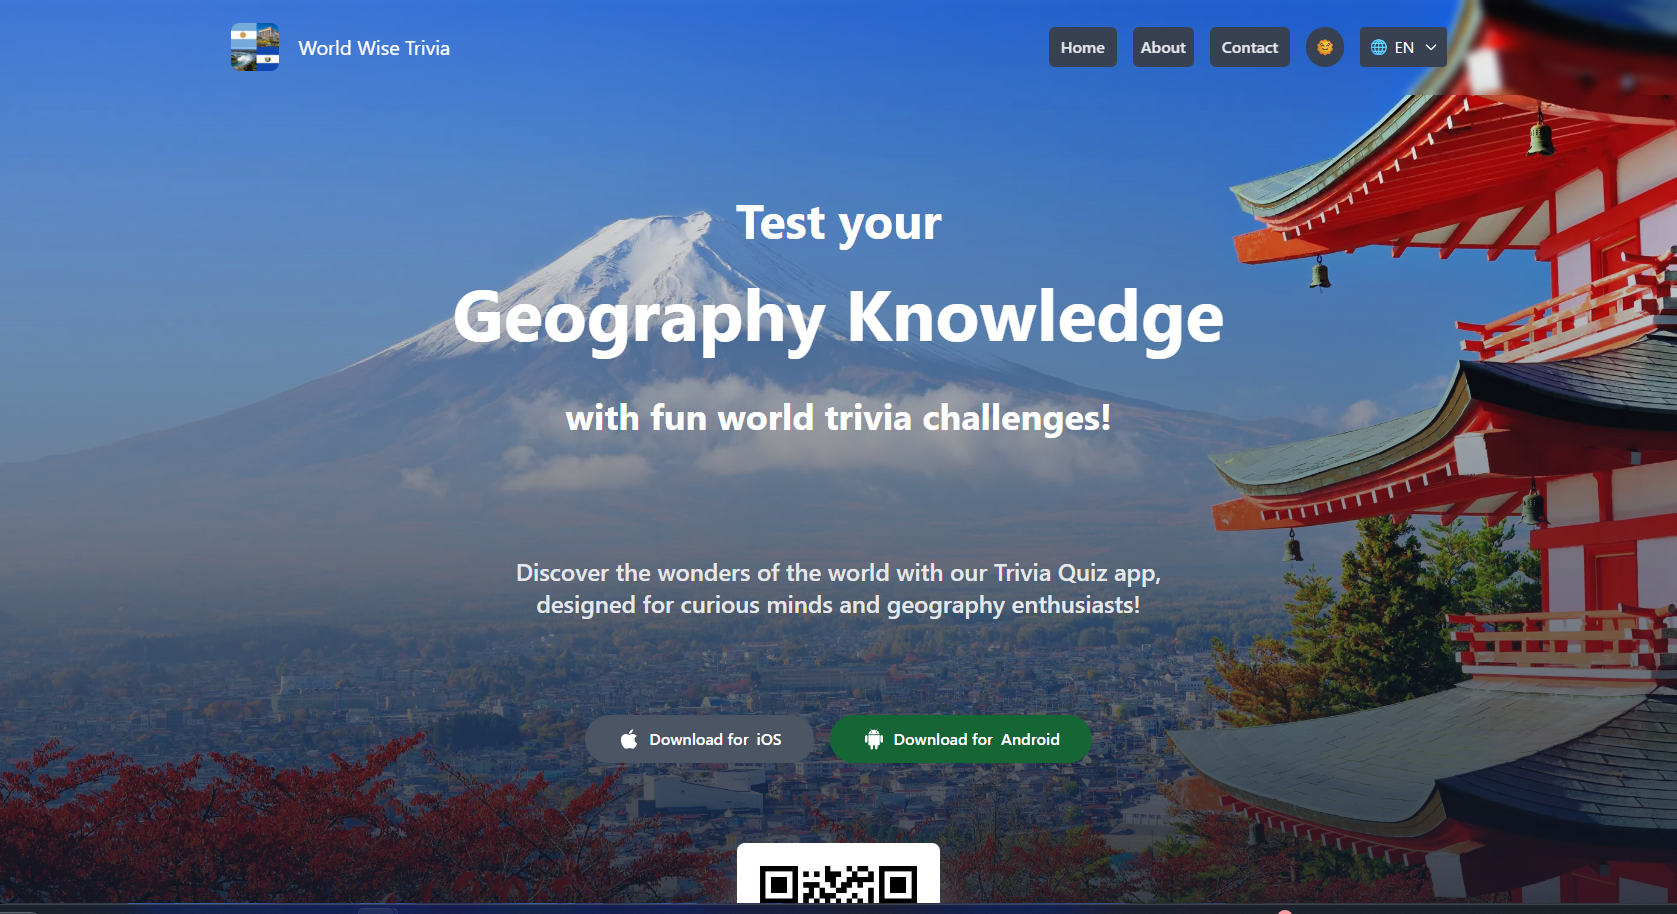 World Wise Trivia
Home
About
Contact
EN
Test your
Geography Knowledge
with fun world trivia challenges!
Discover the wonders of the world with our Trivia Quiz app,
designed for curious minds and geography enthusiasts!
Download for iOS
Download for Android